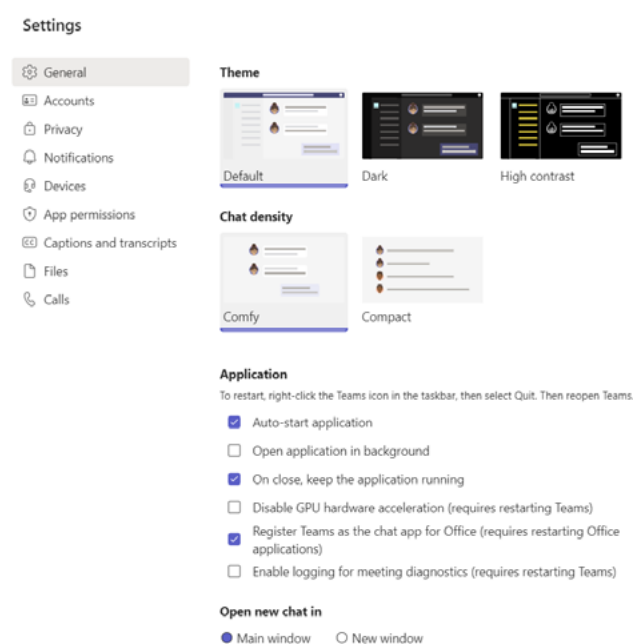 Settings
General
Accounts
Privacy
Notifications
Devices
App permissions
Captions and transcripts
Files
Calls
Theme
Default
Dark
High contrast
Chat density
Comfy
Compact
Application
To restart, right-click the Teams icon in the taskbar, then select Quit. Then reopen Teams.
Auto-start application
Open application in background
On close, keep the application running
Disable GPU hardware acceleration (requires restarting Teams)
Register Teams as the chat app for Office (requires restarting Office
applications)
Enable logging for meeting diagnostics (requires restarting Teams)
Open new chat in
Main window
New window